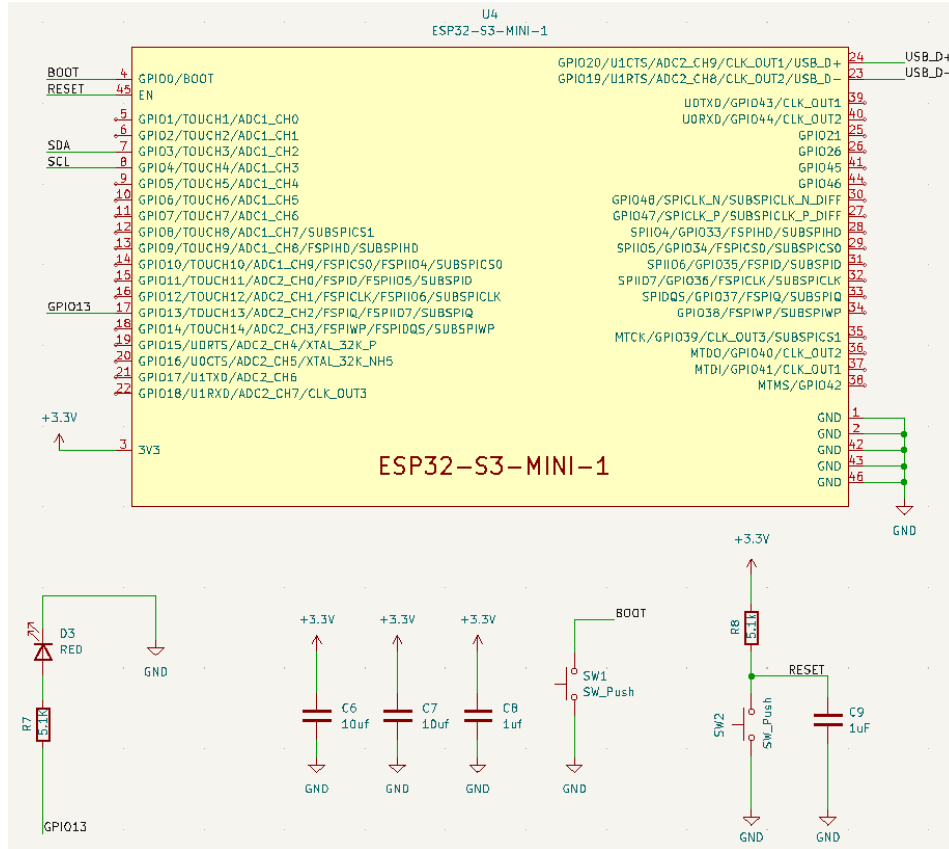 U4
ESP32-S3-MINI-1
BOOT 4 GPIO0/BOOT
RESET 45 EN
5 GPIO1/TOUCH1/ADC1_CH0
6 GPIO2/TOUCH2/ADC1_CH1
SDA 7 GPIO3/TOUCH3/ADC1_CH2
SCL 8 GPIO4/TOUCH4/ADC1_CH3
9 GPIO5/TOUCH5/ADC1_CH4
10 GPIO6/TOUCH6/ADC1_CH5
11 GPIO7/TOUCH7/ADC1_CH6
12 GPIO8/TOUCH8/ADC1_CH7/SUBSPICS1
13 GPIO9/TOUCH9/ADC1_CH8/FSPIHD/SUBSPIHD
14 GPIO10/TOUCH10/ADC1_CH9/FSPICS0/FSPIIO4/SUBSPICS0
15 GPIO11/TOUCH11/ADC2_CH0/FSPID/FSPIIO5/SUBSPID
16 GPIO12/TOUCH12/ADC2_CH1/FSPICLK/FSPIIO6/SUBSPICLK
GPIO13 17 GPIO13/TOUCH13/ADC2_CH2/FSPIQ/FSPIID7/SUBSPIQ
18 GPIO14/TOUCH14/ADC2_CH3/FSPIWP/FSPIDQS/SUBSPIWP
19 GPIO15/U0RTS/ADC2_CH4/XTAL_32K_P
20 GPIO16/U0CTS/ADC2_CH5/XTAL_32K_NH5
21 GPIO17/U1TXD/ADC2_CH6
22 GPIO18/U1RXD/ADC2_CH7/CLK_OUT3
+3.3V
3 3V3
GPIO20/U1CTS/ADC2_CH9/CLK_OUT1/USB_D+ 24 USB_D+
GPIO19/U1RTS/ADC2_CH8/CLK_OUT2/USB_D- 23 USB_D-
U0TXD/GPIO43/CLK_OUT1 39
U0RXD/GPIO44/CLK_OUT2 40
GPIO21 25
GPIO26 26
GPIO45 41
GPIO46 44
GPIO48/SPICLK_N/SUBSPICLK_N_DIFF 30
GPIO47/SPICLK_P/SUBSPICLK_P_DIFF 27
SPIIO4/GPIO33/FSPIHD/SUBSPIHD 28
SPIIO5/GPIO34/FSPICS0/SUBSPICS0 29
SPIIO6/GPIO35/FSPID/SUBSPID 31
SPIID7/GPIO36/FSPICLK/SUBSPICLK 32
SPIDQS/GPIO37/FSPIQ/SUBSPIQ 33
GPIO38/FSPIWP/SUBSPIWP 34
MTCK/GPIO39/CLK_OUT3/SUBSPICS1 35
MTDO/GPIO40/CLK_OUT2 36
MTDI/GPIO41/CLK_OUT1 37
MTMS/GPIO42 38
GND 1
GND 2
GND 42
GND 43
GND 46
GND
ESP32-S3-MINI-1
D3
RED
GND
R7
5.1K
GPIO13
+3.3V
C6
10uf
GND
+3.3V
C7
10uf
GND
+3.3V
C8
1uf
GND
BOOT
SW1
SW_Push
GND
+3.3V
R8
5.1k
RESET
SW2
SW_Push
GND
C9
1uF
GND